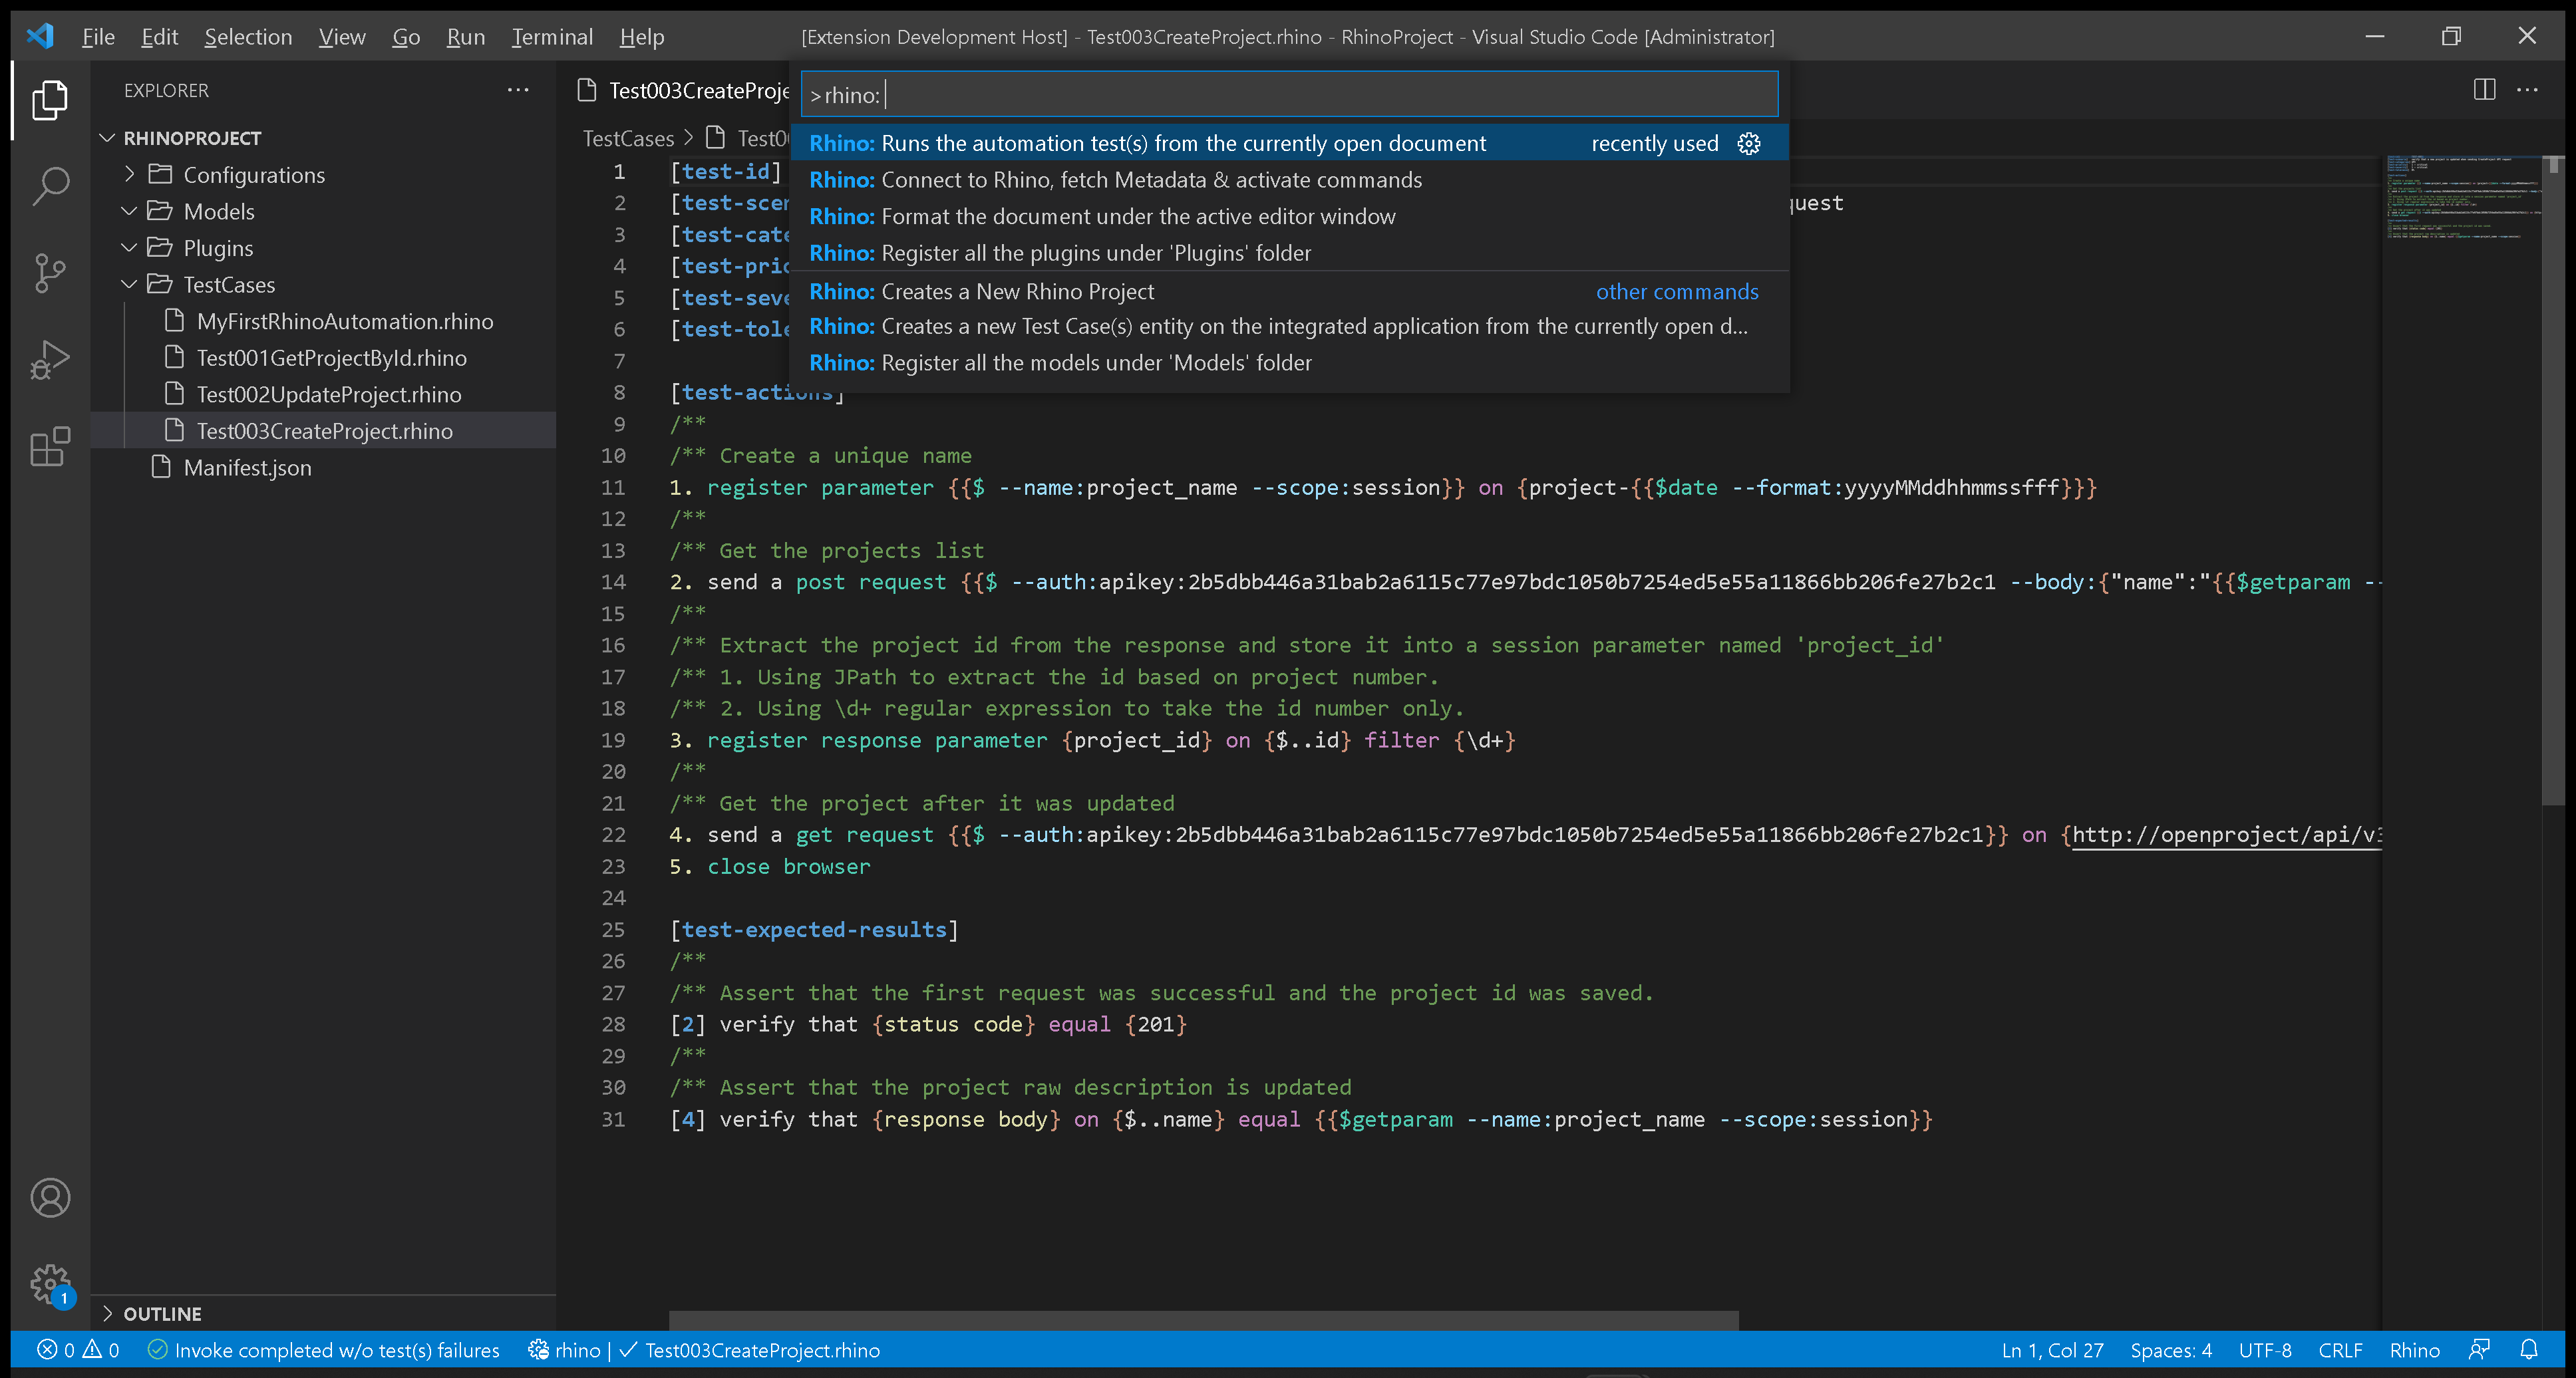 File Edit Selection View Go Run Terminal Help
[Extension Development Host] - Test003CreateProject.rhino - RhinoProject - Visual Studio Code [Administrator]
EXPLORER
RHINOPROJECT
Configurations
Models
Plugins
TestCases
MyFirstRhinoAutomation.rhino
Test001GetProjectById.rhino
Test002UpdateProject.rhino
Test003CreateProject.rhino
Manifest.json
OUTLINE
Test003CreateProje
TestCases > Test00
>rhino:
Rhino: Runs the automation test(s) from the currently open document recently used
Rhino: Connect to Rhino, fetch Metadata & activate commands
Rhino: Format the document under the active editor window
Rhino: Register all the plugins under 'Plugins' folder
Rhino: Creates a New Rhino Project other commands
Rhino: Creates a new Test Case(s) entity on the integrated application from the currently open d...
Rhino: Register all the models under 'Models' folder
1 [test-id]
2 [test-scer quest
3 [test-cate
4 [test-pric
5 [test-seve
6 [test-tole
7
8 [test-actions]
9 /**
10 /** Create a unique name
11 1. register parameter {{$ --name:project_name --scope:session}} on {project-{{$date --format:yyyyMMddhhmmssfff}}}
12 /**
13 /** Get the projects list
14 2. send a post request {{$ --auth:apikey:2b5dbb446a31bab2a6115c77e97bdc1050b7254ed5e55a11866bb206fe27b2c1 --body:{"name":"{{$getparam --
15 /**
16 /** Extract the project id from the response and store it into a session parameter named 'project_id'
17 /** 1. Using JPath to extract the id based on project number.
18 /** 2. Using \d+ regular expression to take the id number only.
19 3. register response parameter {project_id} on {$..id} filter {\d+}
20 /**
21 /** Get the project after it was updated
22 4. send a get request {{$ --auth:apikey:2b5dbb446a31bab2a6115c77e97bdc1050b7254ed5e55a11866bb206fe27b2c1}} on {http://openproject/api/v3
23 5. close browser
24
25 [test-expected-results]
26 /**
27 /** Assert that the first request was successful and the project id was saved.
28 [2] verify that {status code} equal {201}
29 /**
30 /** Assert that the project raw description is updated
31 [4] verify that {response body} on {$..name} equal {{$getparam --name:project_name --scope:session}}
1
0 0 Invoke completed w/o test(s) failures rhino | ✓ Test003CreateProject.rhino Ln 1, Col 27 Spaces: 4 UTF-8 CRLF Rhino